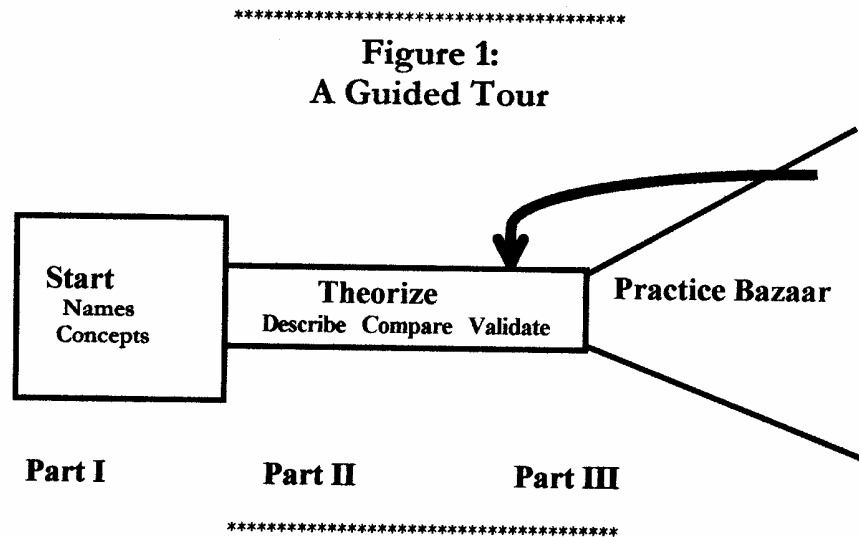 ***************************************
Figure 1:
A Guided Tour
Start
Names
Concepts
Theorize
Describe Compare Validate
Practice Bazaar
Part I
Part II
Part III
***************************************